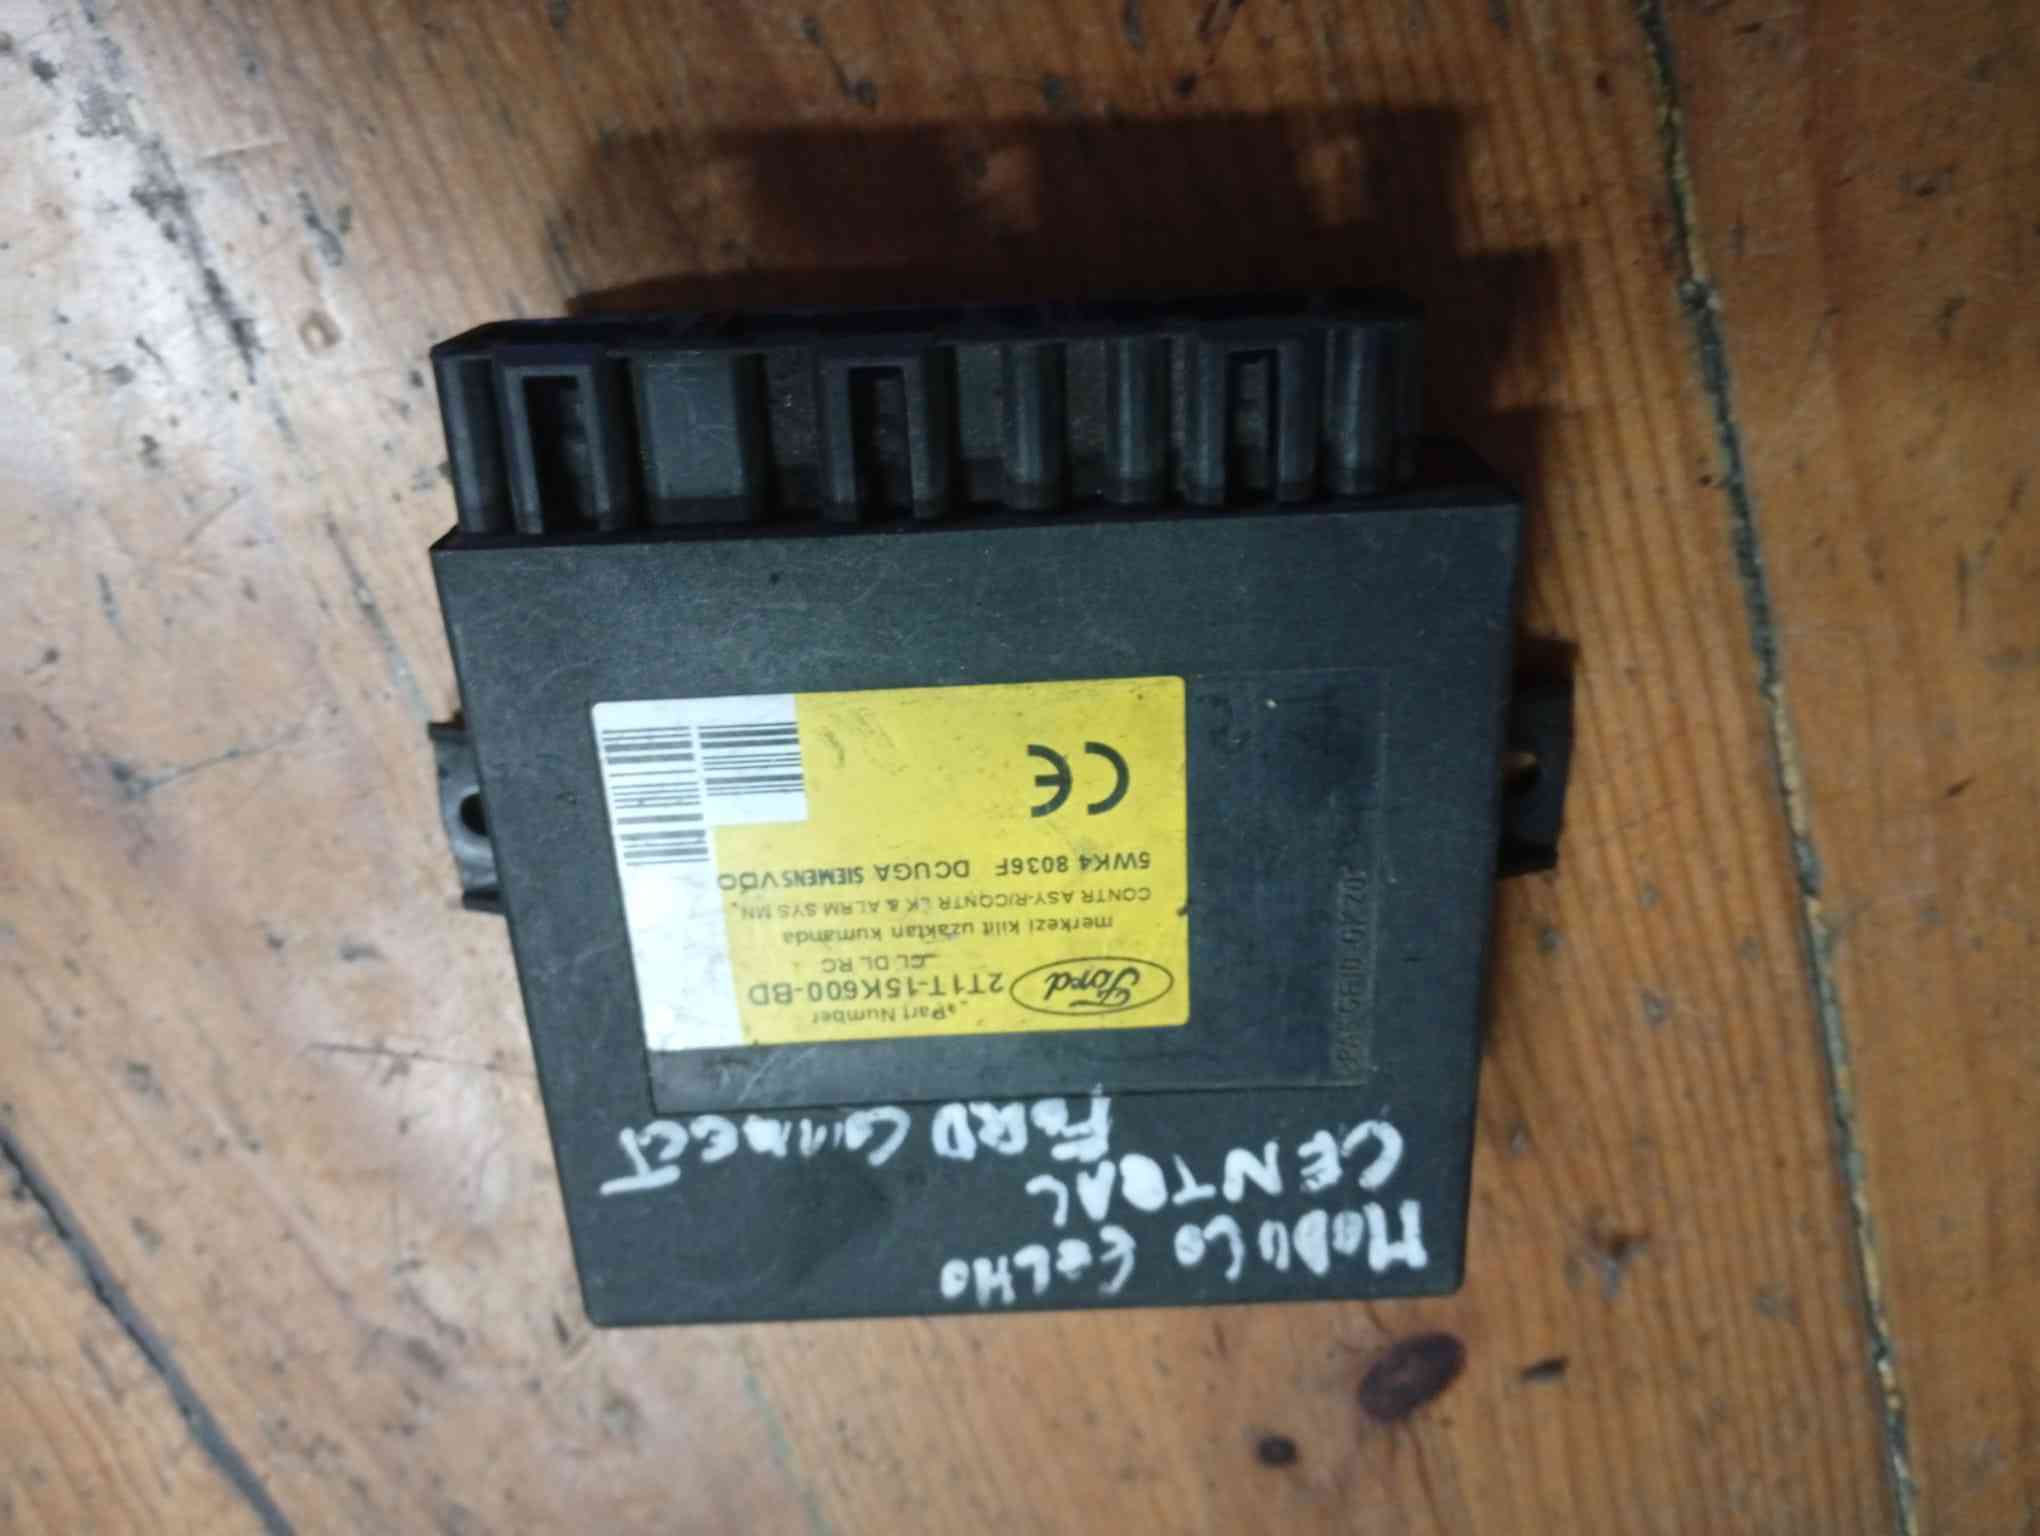 Part Number
Ford 2T1T-15K600-BD
CL DL RC
merkezi kilit uzaktan kumanda
CONTR ASY-R/CONTR LK & ALRM SYS MN.
5WK4 8036F DCUGA SIEMENS VDO
CE
MODULO
CENTRAL
FORD CONNECT